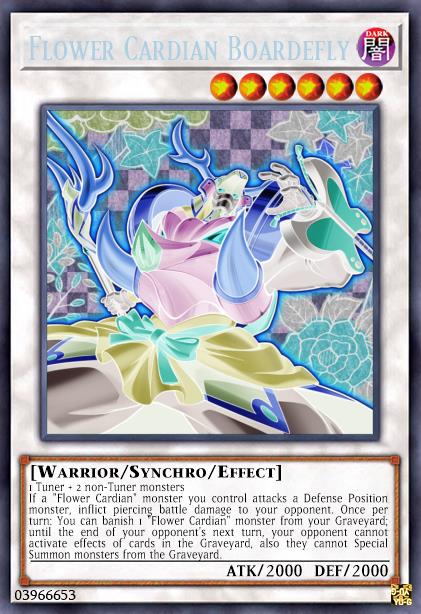 Flower Cardian Boardefly
DARK
闇
[Warrior/Synchro/Effect]
1 Tuner + 2 non-Tuner monsters
If a "Flower Cardian" monster you control attacks a Defense Position
monster, inflict piercing battle damage to your opponent. Once per
turn: You can banish 1 "Flower Cardian" monster from your Graveyard;
until the end of your opponent's next turn, your opponent cannot
activate effects of cards in the Graveyard, also they cannot Special
Summon monsters from the Graveyard.
ATK/2000 DEF/2000
03966653